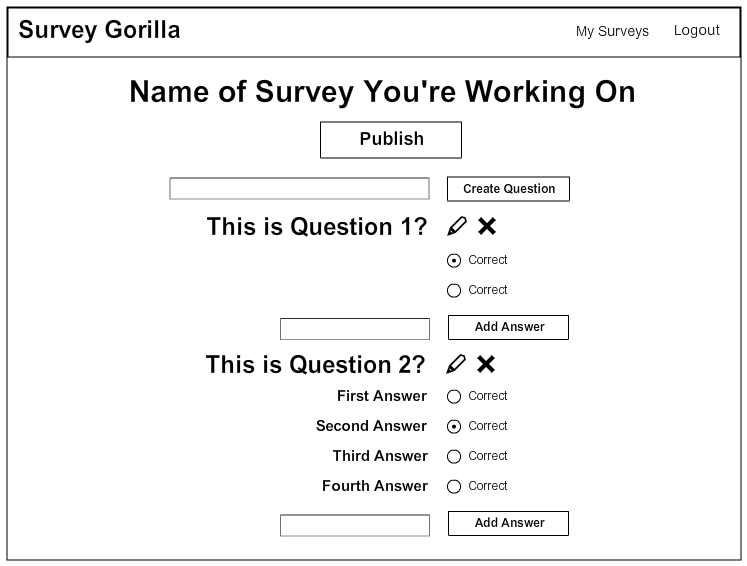 Survey Gorilla
My Surveys Logout
Name of Survey You're Working On
Publish
Create Question
This is Question 1?
Correct
Correct
Add Answer
This is Question 2?
First Answer Correct
Second Answer Correct
Third Answer Correct
Fourth Answer Correct
Add Answer